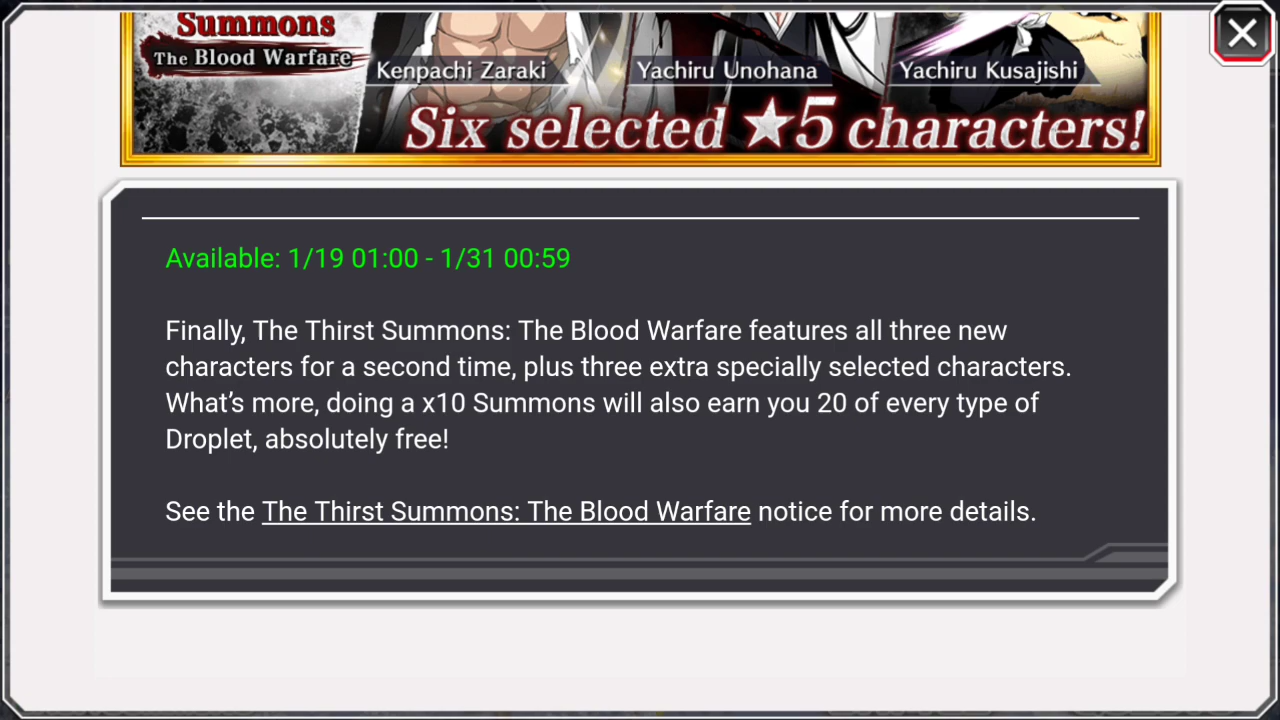 Summons
The Blood Warfare
Kenpachi Zaraki
Yachiru Unohana
Yachiru Kusajishi
Six selected ★5 characters!
Available: 1/19 01:00 - 1/31 00:59
Finally, The Thirst Summons: The Blood Warfare features all three new
characters for a second time, plus three extra specially selected characters.
What’s more, doing a x10 Summons will also earn you 20 of every type of
Droplet, absolutely free!
See the The Thirst Summons: The Blood Warfare notice for more details.